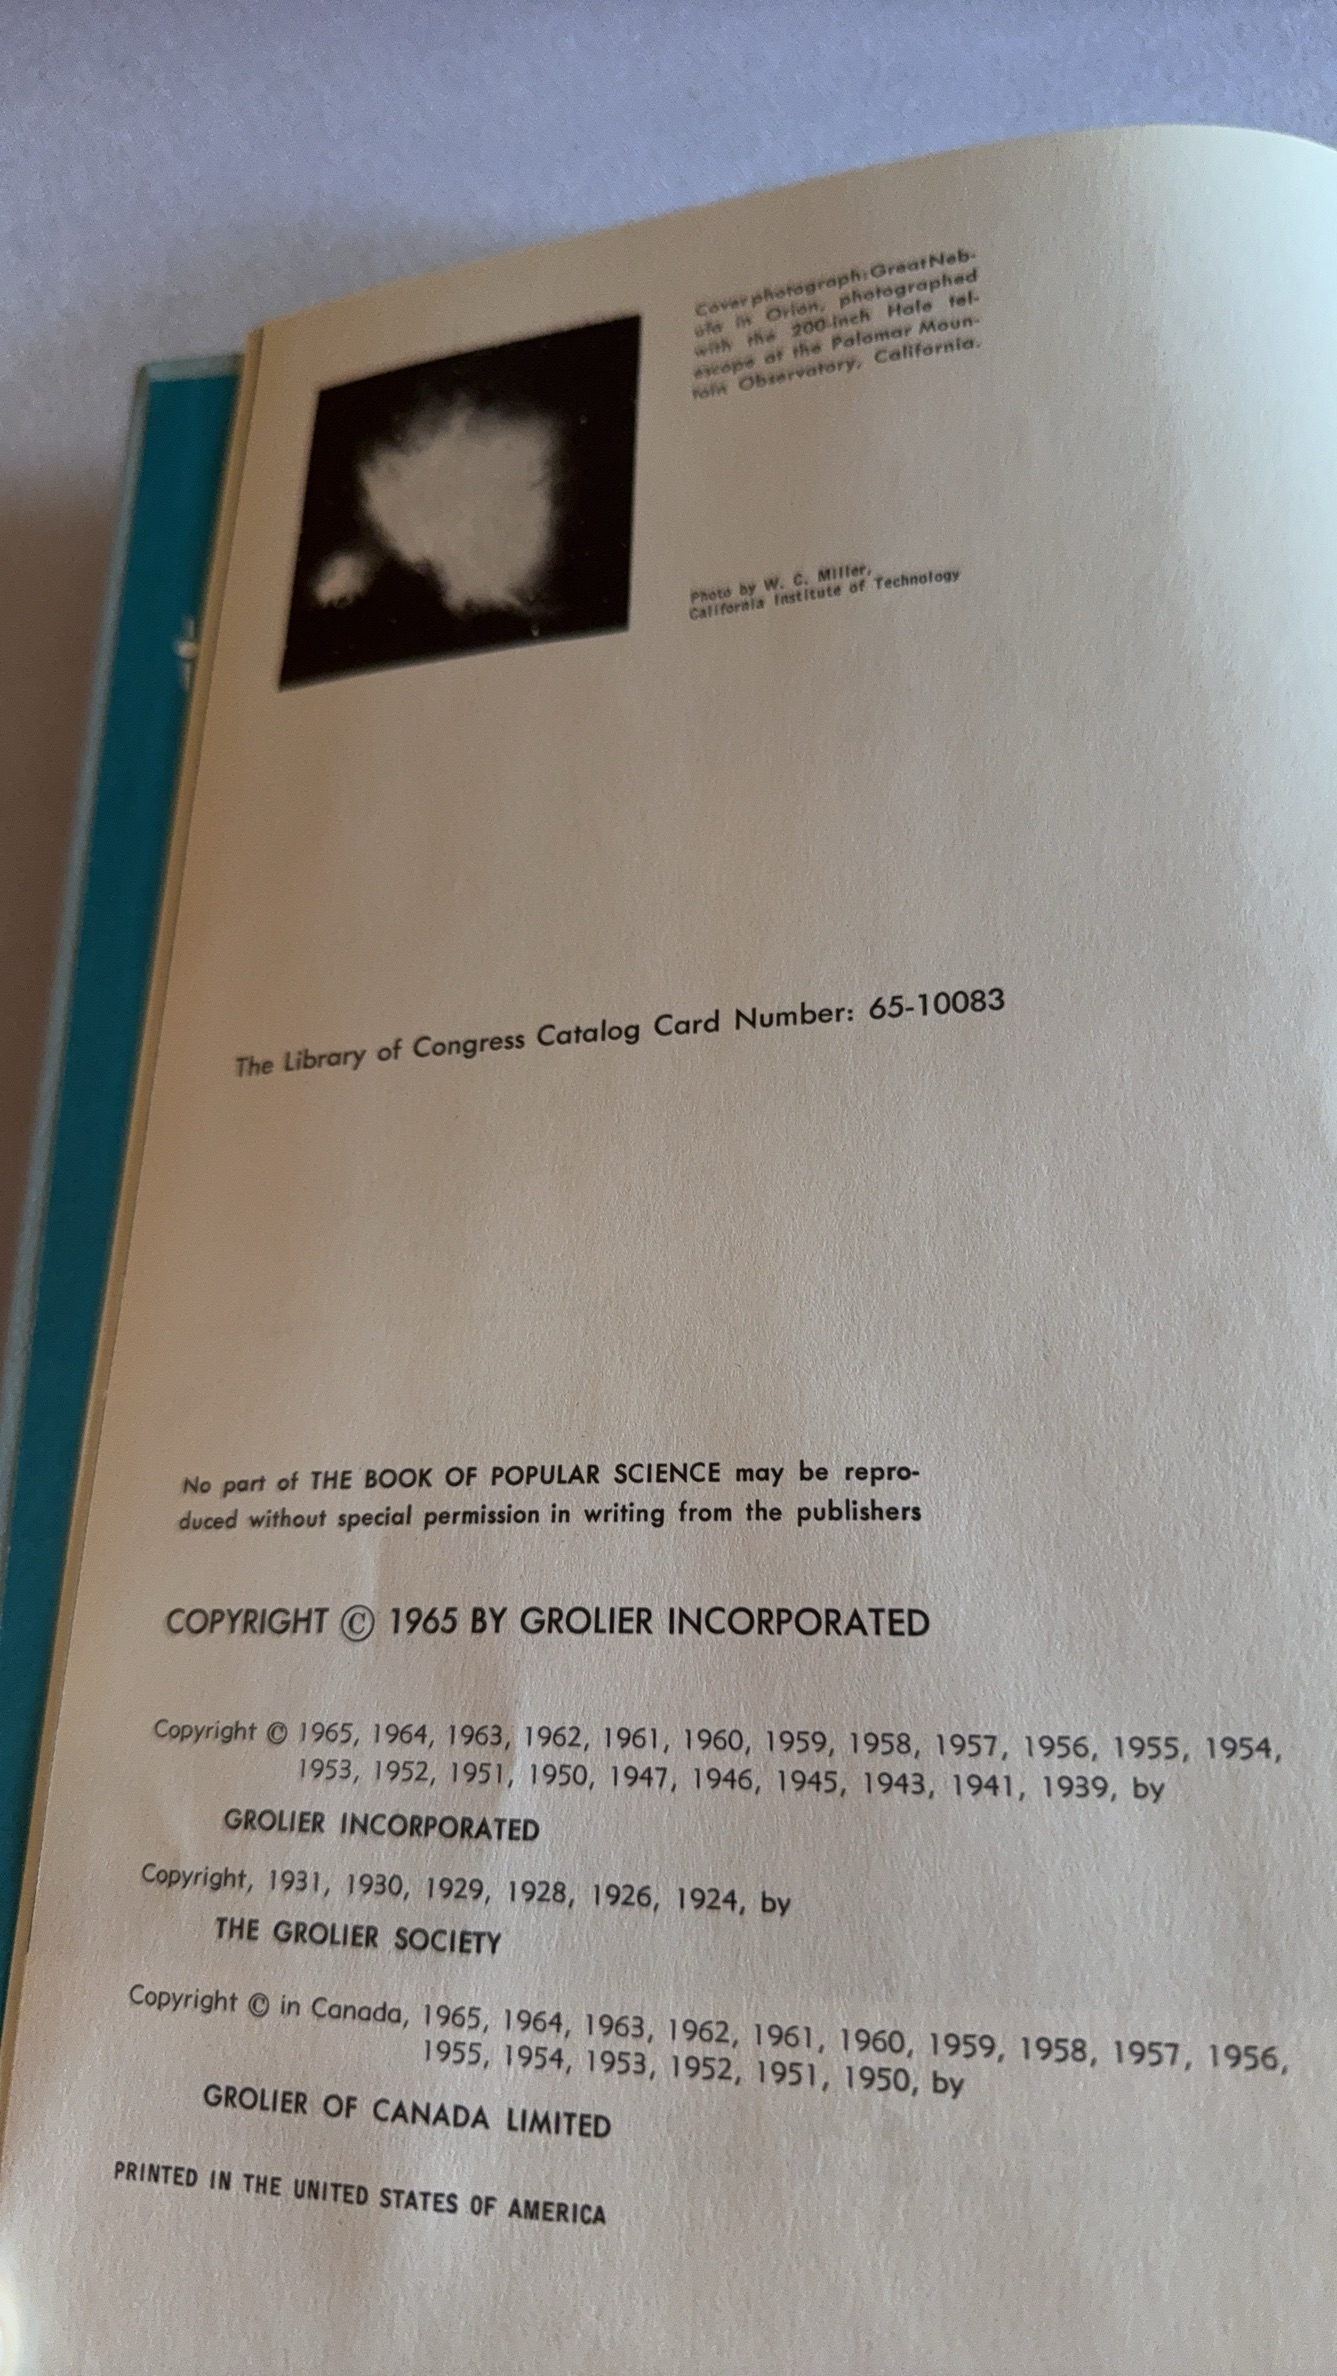 Cover photograph: Great Neb-
ula in Orion, photographed
with the 200-inch Hale tel-
escope at the Palomar Moun-
tain Observatory, California.
Photo by W. C. Miller,
California Institute of Technology
The Library of Congress Catalog Card Number: 65-10083
No part of THE BOOK OF POPULAR SCIENCE may be repro-
duced without special permission in writing from the publishers
COPYRIGHT © 1965 BY GROLIER INCORPORATED
Copyright © 1965, 1964, 1963, 1962, 1961, 1960, 1959, 1958, 1957, 1956, 1955, 1954,
1953, 1952, 1951, 1950, 1947, 1946, 1945, 1943, 1941, 1939, by
GROLIER INCORPORATED
Copyright, 1931, 1930, 1929, 1928, 1926, 1924, by
THE GROLIER SOCIETY
Copyright © in Canada, 1965, 1964, 1963, 1962, 1961, 1960, 1959, 1958, 1957, 1956,
1955, 1954, 1953, 1952, 1951, 1950, by
GROLIER OF CANADA LIMITED
PRINTED IN THE UNITED STATES OF AMERICA